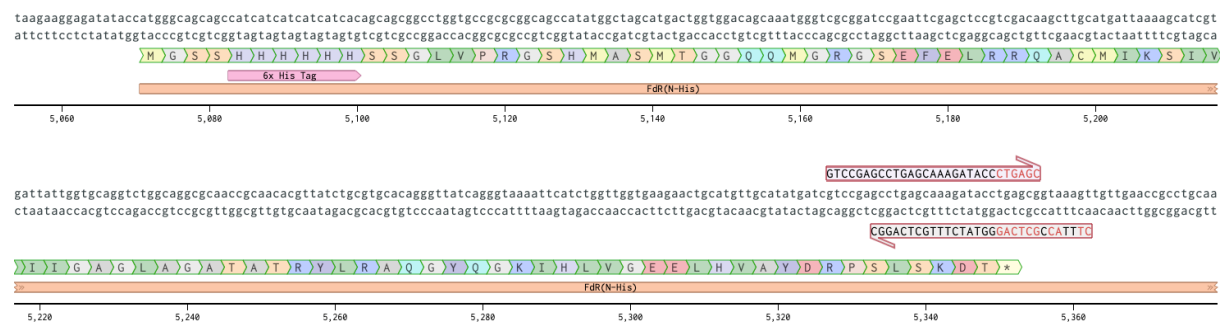 taagaaggagatataccatgggcagcagccatcatcatcatcatcacagcagcggcctggtgccgcgcggcagccatatggctagcatgactggtggacagcaaatgggtcgcggatccgaattcgagctccgtcgacaagcttgcatgattaaaagcatcgt
attcttcctctatatggtacccgtcgtcggtagtagtagtagtagtgtcgtcgccggaccacggcgcgccgtcggtataccgatcgtactgaccacctgtcgtttacccagcgcctaggcttaagctcgaggcagctgttcgaacgtactaattttcgtagca
M G S S H H H H H H S S G L V P R G S H M A S M T G G Q Q M G R G S E F E L R R Q A C M I K S I V
6x His Tag
FdR(N-His)
5,060 5,080 5,100 5,120 5,140 5,160 5,180 5,200
GTCCGAGCCTGAGCAAAGATACCCTGAGC
gattattggtgcaggtctggcaggcgcaaccgcaacacgttatctgcgtgcacagggttatcagggtaaaattcatctggttggtgaagaactgcatgttgcatatgatcgtccgagcctgagcaaagatacctgagcggtaaagttgttgaaccgcctgcaa
ctaataaccacgtccagaccgtccgcgttggcgttgtgcaatagacgcacgtgtcccaatagtcccattttaagtagaccaaccacttcttgacgtacaacgtatactagcaggctcggactcgtttctatggactcgccatttcaacaacttggcggacgtt
CGGACTCGTTTCTATGGGACTCGCCATTTC
I I G A G L A G A T A T R Y L R A Q G Y Q G K I H L V G E E L H V A Y D R P S L S K D T *
FdR(N-His)
5,220 5,240 5,260 5,280 5,300 5,320 5,340 5,360